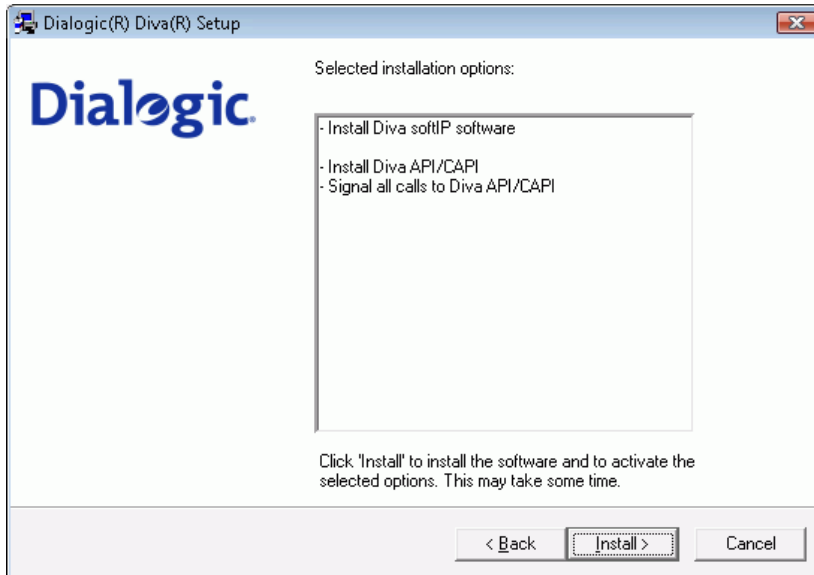 Dialogic(R) Diva(R) Setup
Dialogic.
Selected installation options:
- Install Diva softIP software
- Install Diva API/CAPI
- Signal all calls to Diva API/CAPI
Click 'Install' to install the software and to activate the
selected options. This may take some time.
< Back
Install >
Cancel